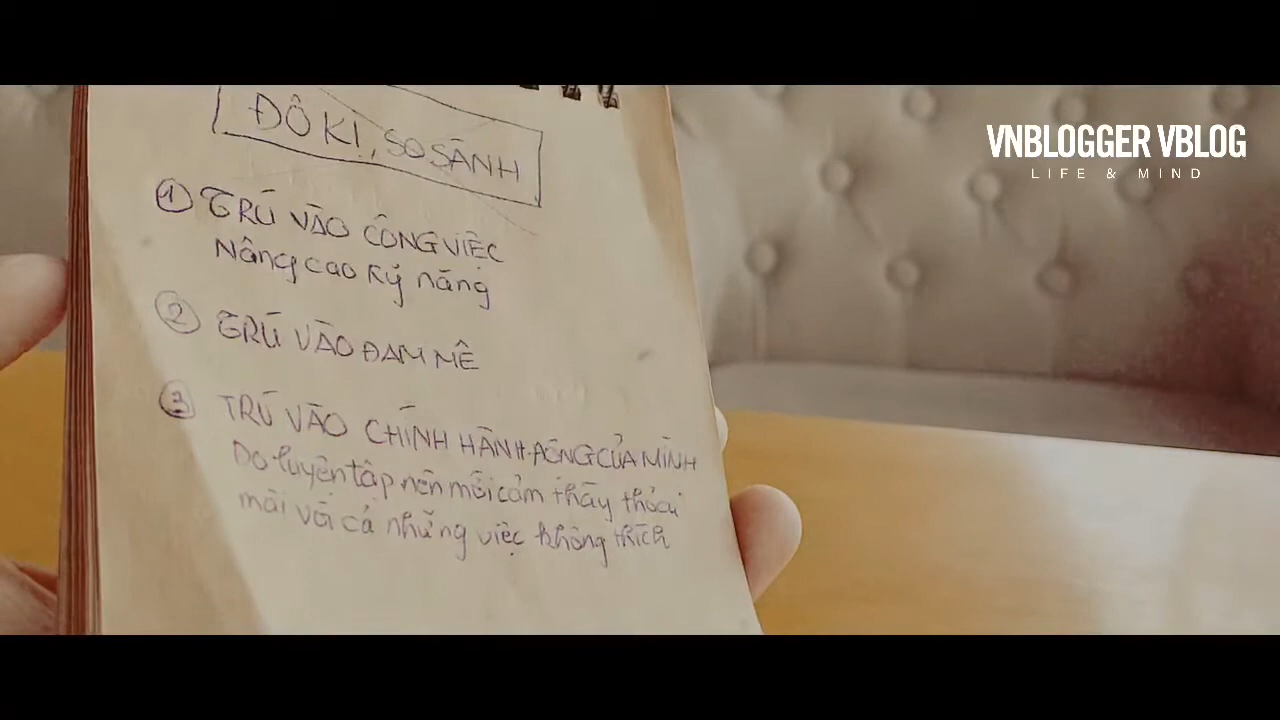 ĐỐ KỊ, SO SÁNH
VNBLOGGER VBLOG
LIFE & MIND
① TRÚ VÀO CÔNG VIỆC
Nâng cao kỹ năng
② TRÚ VÀO ĐAM MÊ
③ TRÚ VÀO CHÍNH HÀNH ĐỘNG CỦA MÌNH
Do luyện tập nên mới cảm thấy thoải
mái với cả những việc không thích